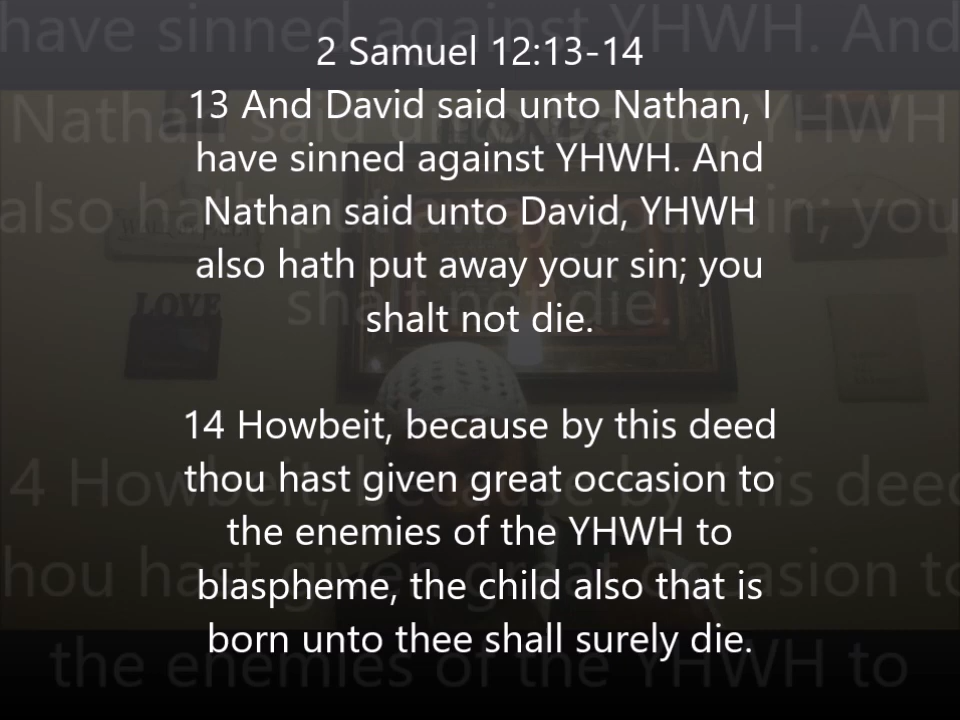 2 Samuel 12:13-14
13 And David said unto Nathan, I
have sinned against YHWH. And
Nathan said unto David, YHWH
also hath put away your sin; you
shalt not die.
14 Howbeit, because by this deed
thou hast given great occasion to
the enemies of the YHWH to
blaspheme, the child also that is
born unto thee shall surely die.
LOVE